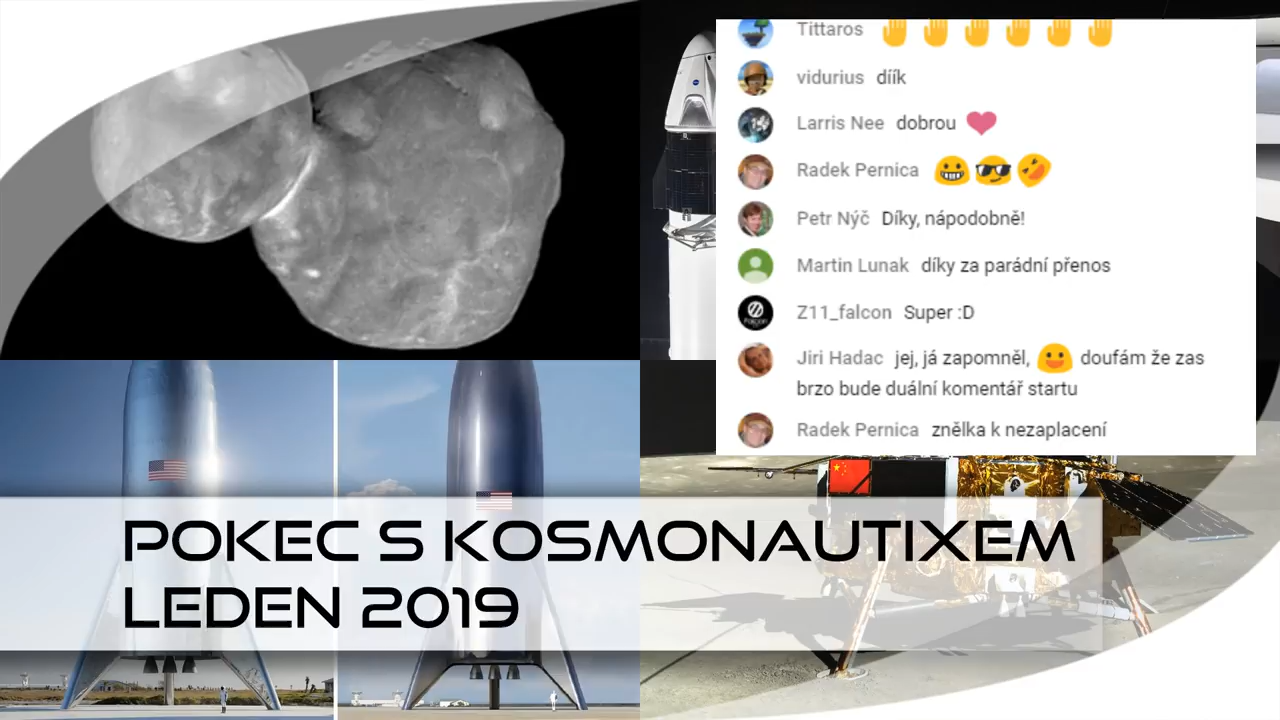 Tittaros
vidurius díík
Larris Nee dobrou
Radek Pernica
Petr Nýč Díky, nápodobně!
Martin Lunak díky za parádní přenos
Z11_falcon Super :D
Jiri Hadac jej, já zapomněl, doufám že zas
brzo bude duální komentář startu
Radek Pernica znělka k nezaplacení
POKEC S KOSMONAUTIXEM
LEDEN 2019